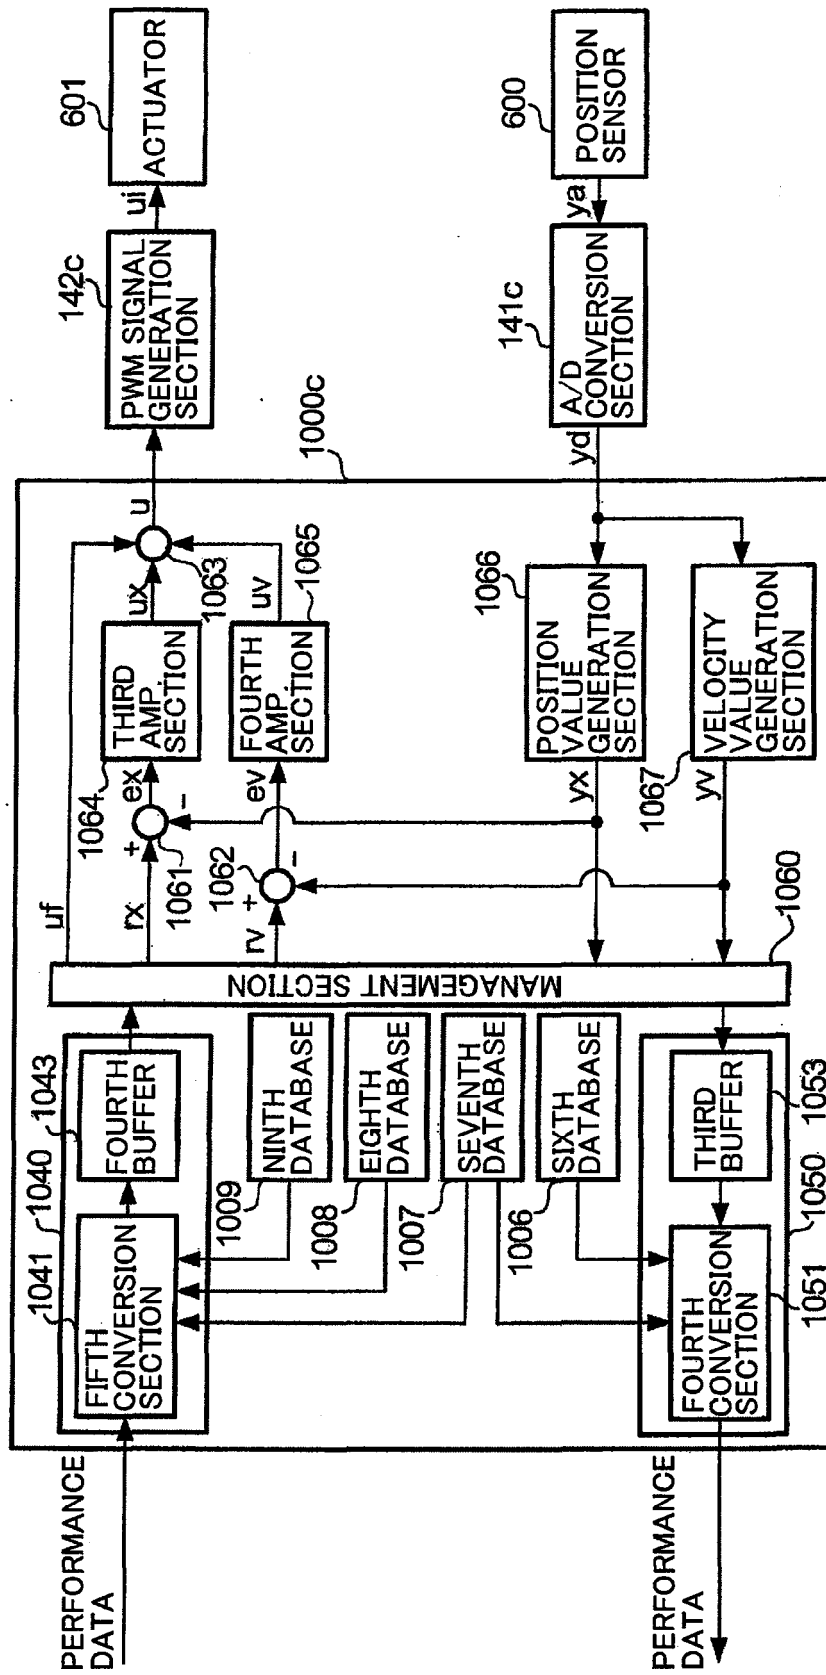 PERFORMANCE
DATA
1041
FIFTH
CONVERSION
SECTION
1040
1043
FOURTH
BUFFER
1009
NINTH
DATABASE
1008
EIGHTH
DATABASE
1007
SEVENTH
DATABASE
1006
SIXTH
DATABASE
MANAGEMENT SECTION
1060
uf
rx
+
-
1061
ex
1064
THIRD
AMP.
SECTION
ux
1063
u
rv
+
-
1062
ev
FOURTH
AMP.
SECTION
uv
1065
1000c
142c
PWM SIGNAL
GENERATION
SECTION
ui
601
ACTUATOR
PERFORMANCE
DATA
FOURTH
CONVERSION
SECTION
1051
1050
THIRD
BUFFER
1053
yx
POSITION
VALUE
GENERATION
SECTION
1066
yv
1067
VELOCITY
VALUE
GENERATION
SECTION
yd
141c
A/D
CONVERSION
SECTION
ya
600
POSITION
SENSOR